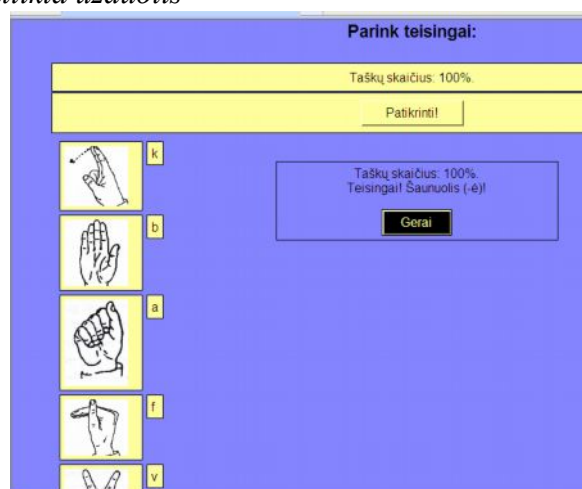 Parink teisingai:
Taškų skaičius: 100%.
Patikrinti!
k
Taškų skaičius: 100%.
Teisingai! Šaunuolis (-ė)!
Gerai
b
a
f
v